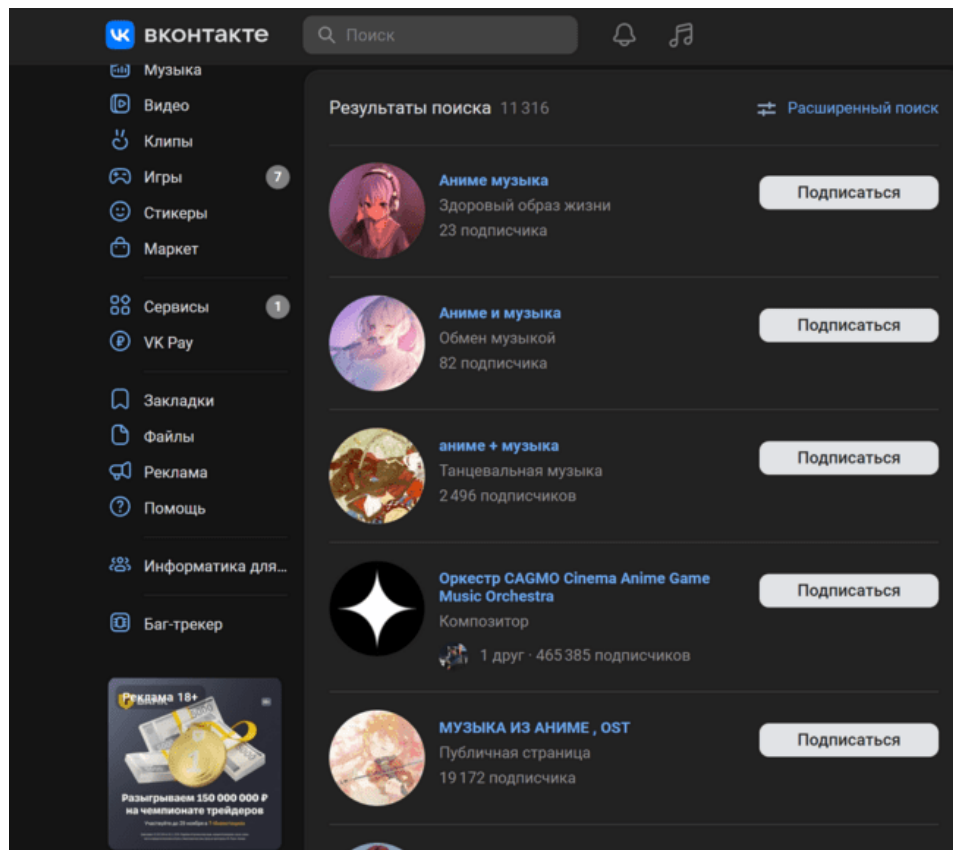 ВКОНТАКТЕ
Поиск
Музыка
Видео
Клипы
Игры 7
Стикеры
Маркет
Сервисы 1
VK Pay
Закладки
Файлы
Реклама
Помощь
Информатика для...
Баг-трекер
Реклама 18+
Разыгрываем 150 000 000 ₽
на чемпионате трейдеров
Результаты поиска 11 316
Расширенный поиск
Аниме музыка
Здоровый образ жизни
23 подписчика
Подписаться
Аниме и музыка
Обмен музыкой
82 подписчика
Подписаться
аниме + музыка
Танцевальная музыка
2 496 подписчиков
Подписаться
Оркестр CAGMO Cinema Anime Game
Music Orchestra
Композитор
1 друг · 465 385 подписчиков
Подписаться
МУЗЫКА ИЗ АНИМЕ , OST
Публичная страница
19 172 подписчика
Подписаться